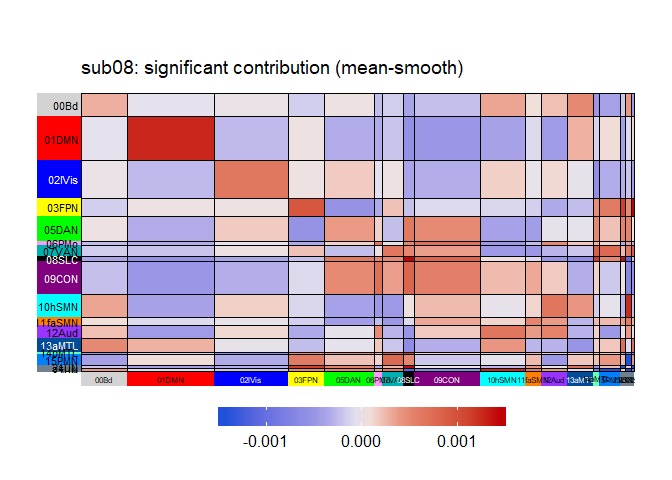 sub08: significant contribution (mean-smooth)
00Bd
01DMN
02lVis
03FPN
05DAN
06PMo
07VAN
08SLC
09CON
10hSMN
11faSMN
12Aud
13aMTL
15PMN
00Bd 01DMN 02lVis 03FPN 05DAN 08SLC 09CON 10hSMN 11faSMN 12Aud
-0.001 0.000 0.001